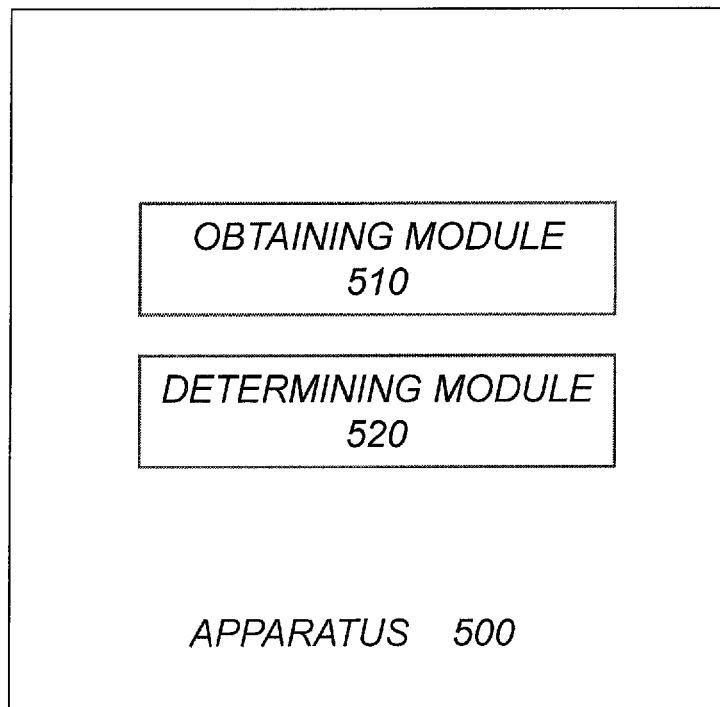 OBTAINING MODULE
510
DETERMINING MODULE
520
APPARATUS 500